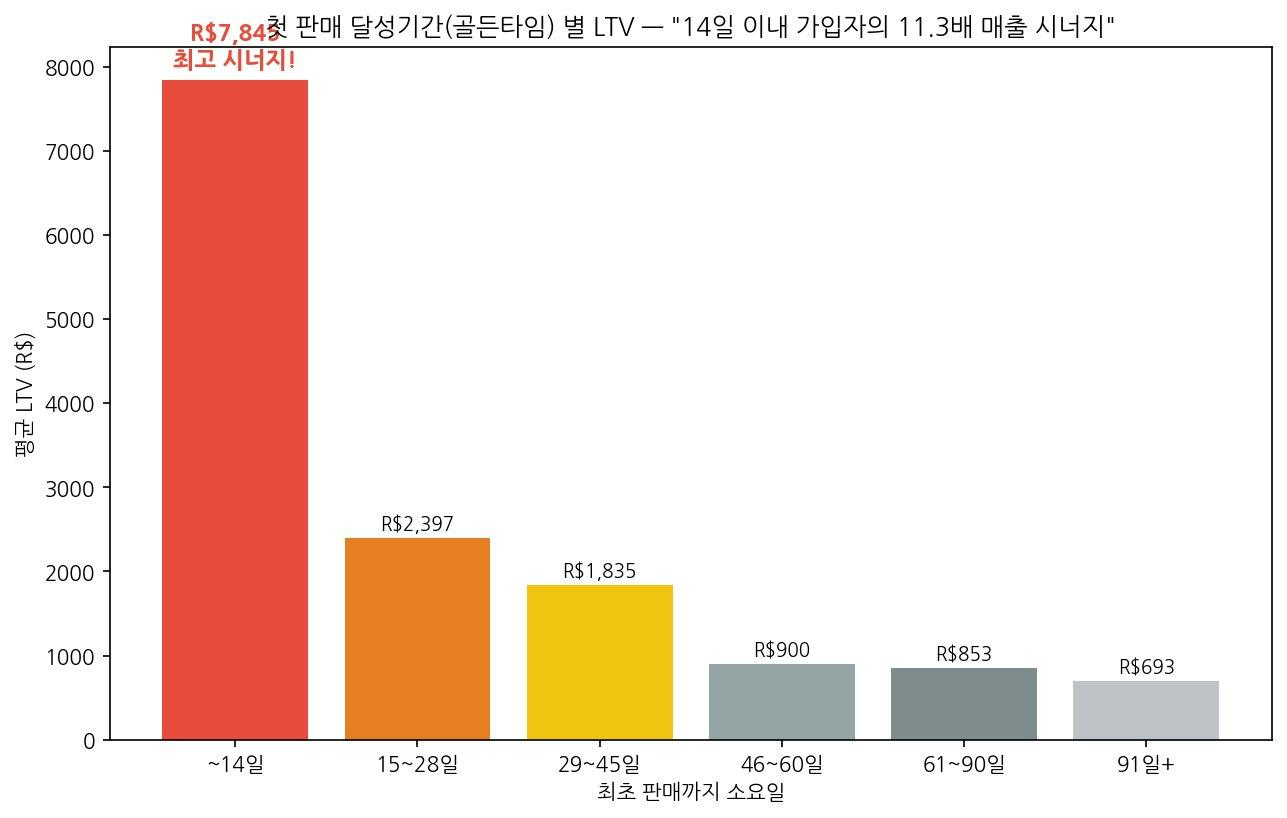 첫 판매 달성기간(골든타임) 별 LTV — "14일 이내 가입자의 11.3배 매출 시너지"
R$7,845
최고 시너지!
8000
7000
6000
5000
4000
3000
2000
1000
0
평균 LTV (R$)
R$2,397
R$1,835
R$900
R$853
R$693
~14일
15~28일
29~45일
46~60일
61~90일
91일+
최초 판매까지 소요일